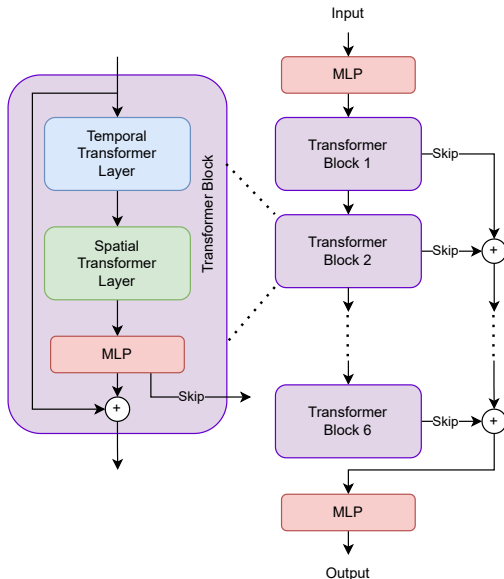 Temporal
Transformer
Layer
Spatial
Transformer
Layer
MLP
+
Skip
Transformer Block
Input
MLP
Transformer
Block 1
Skip
Transformer
Block 2
Skip
+
Transformer
Block 6
Skip
+
MLP
Output